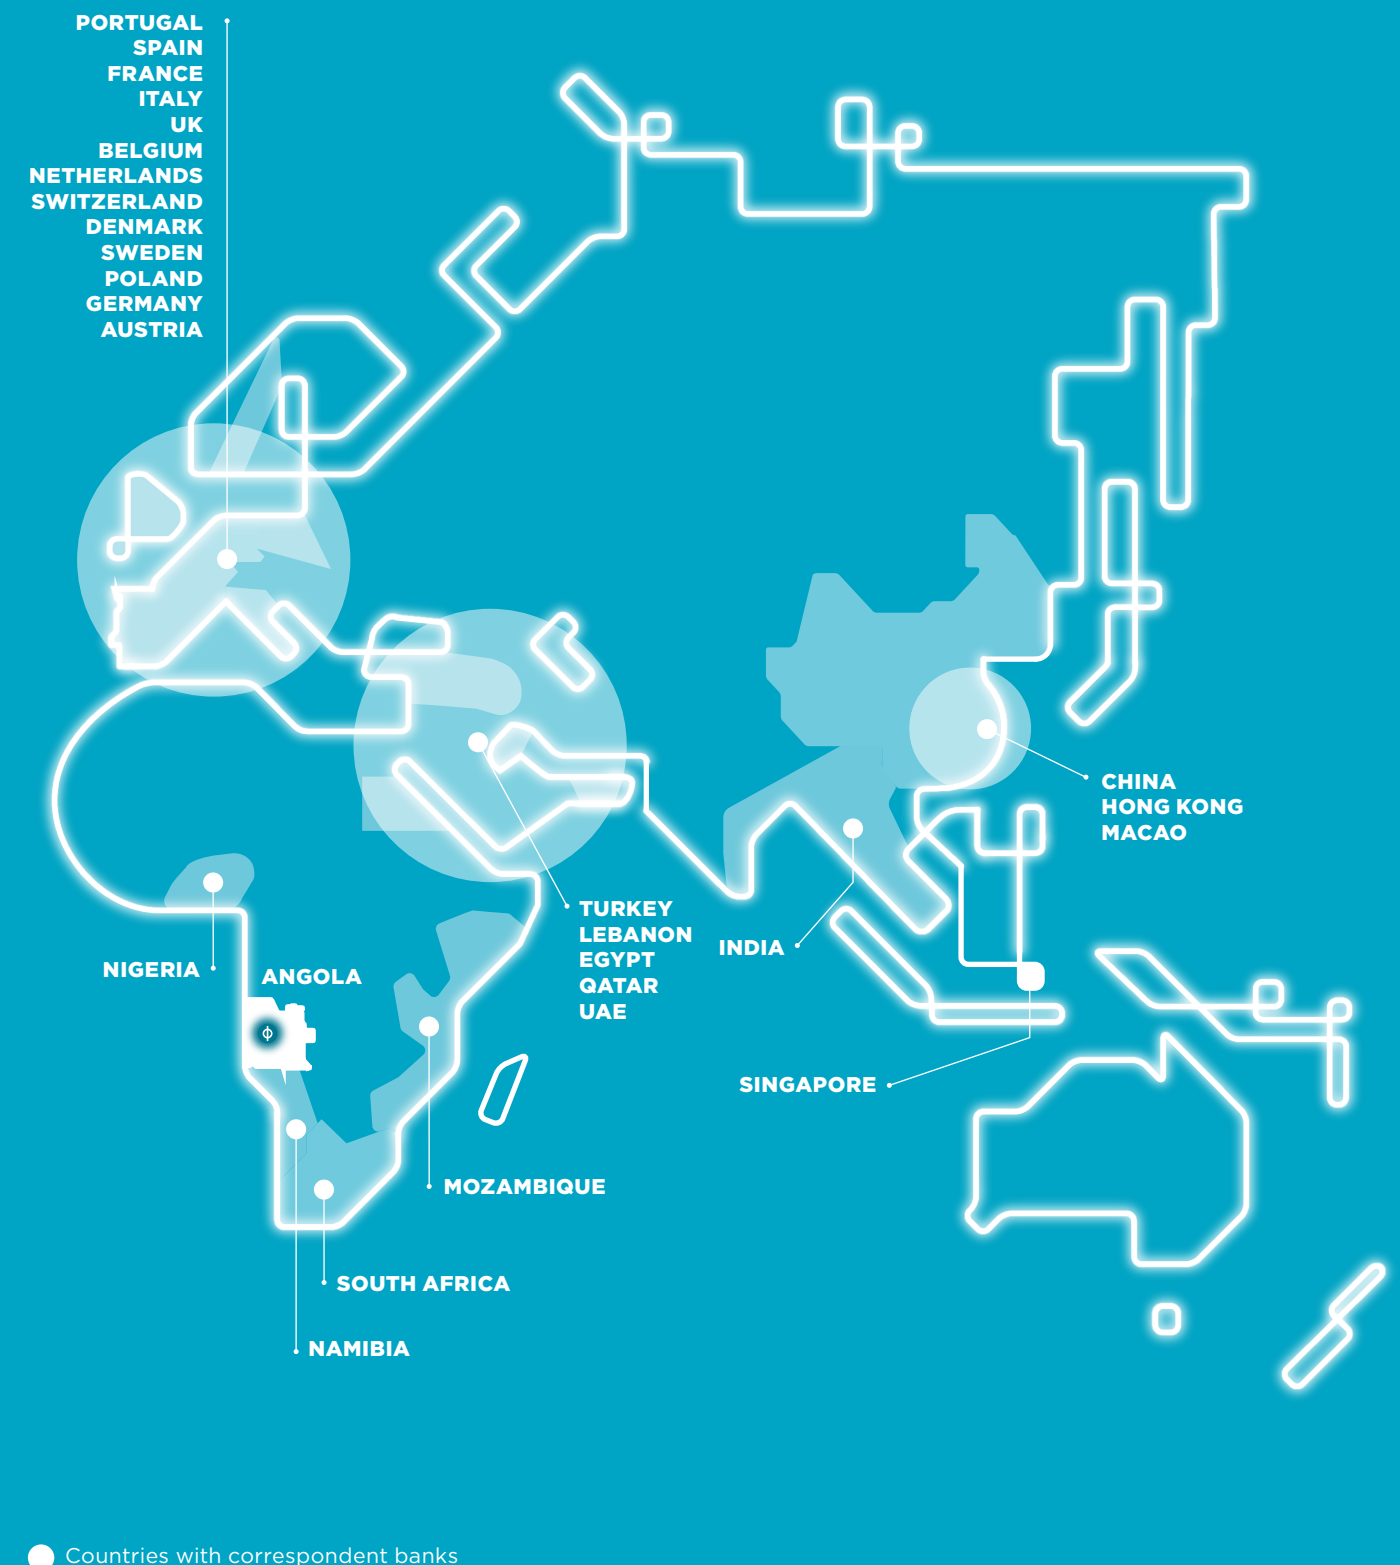 PORTUGAL
SPAIN
FRANCE
ITALY
UK
BELGIUM
NETHERLANDS
SWITZERLAND
DENMARK
SWEDEN
POLAND
GERMANY
AUSTRIA
CHINA
HONG KONG
MACAO
TURKEY
LEBANON
EGYPT
QATAR
UAE
INDIA
NIGERIA
ANGOLA
SINGAPORE
MOZAMBIQUE
SOUTH AFRICA
NAMIBIA
Countries with correspondent banks